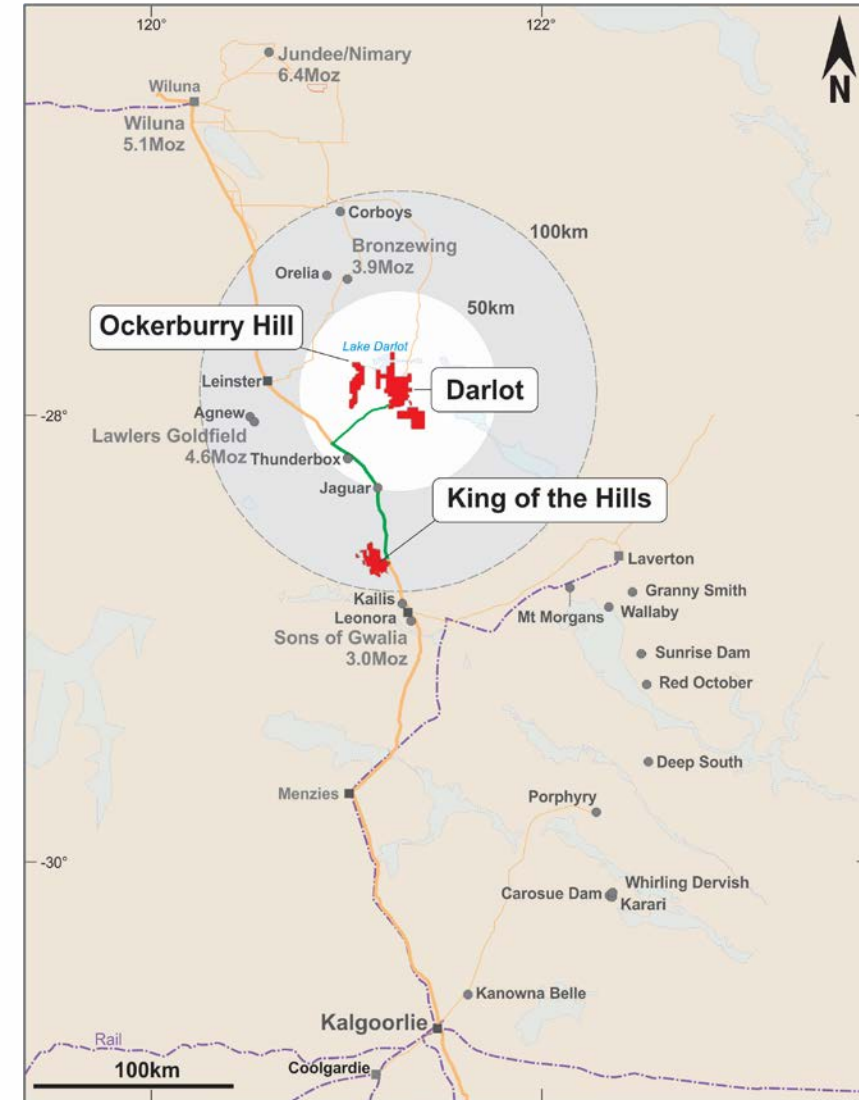 120°
122°
N
Jundee/Nimary
6.4Moz
Wiluna
Wiluna
5.1Moz
Corboys
100km
Bronzewing
3.9Moz
Orelia
50km
Ockerburry Hill
Lake Darlot
Leinster
Darlot
-28°
Agnew
Lawlers Goldfield
4.6Moz
Thunderbox
Jaguar
King of the Hills
Laverton
Kailis
Granny Smith
Leonora
Mt Morgans
Wallaby
Sons of Gwalia
3.0Moz
Sunrise Dam
Red October
Deep South
Menzies
Porphyry
-30°
Whirling Dervish
Carosue Dam
Karari
Kanowna Belle
Kalgoorlie
Rail
Coolgardie
100km